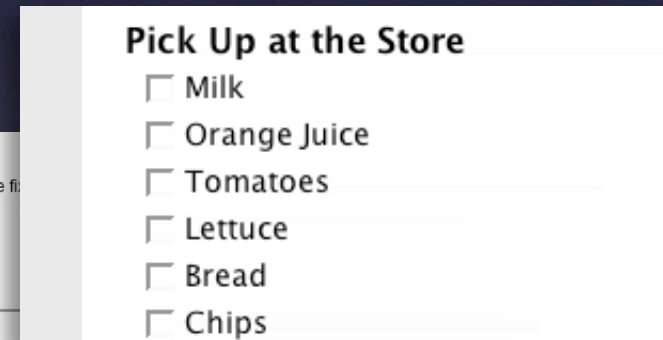 Pick Up at the Store
Milk
Orange Juice
Tomatoes
Lettuce
Bread
Chips